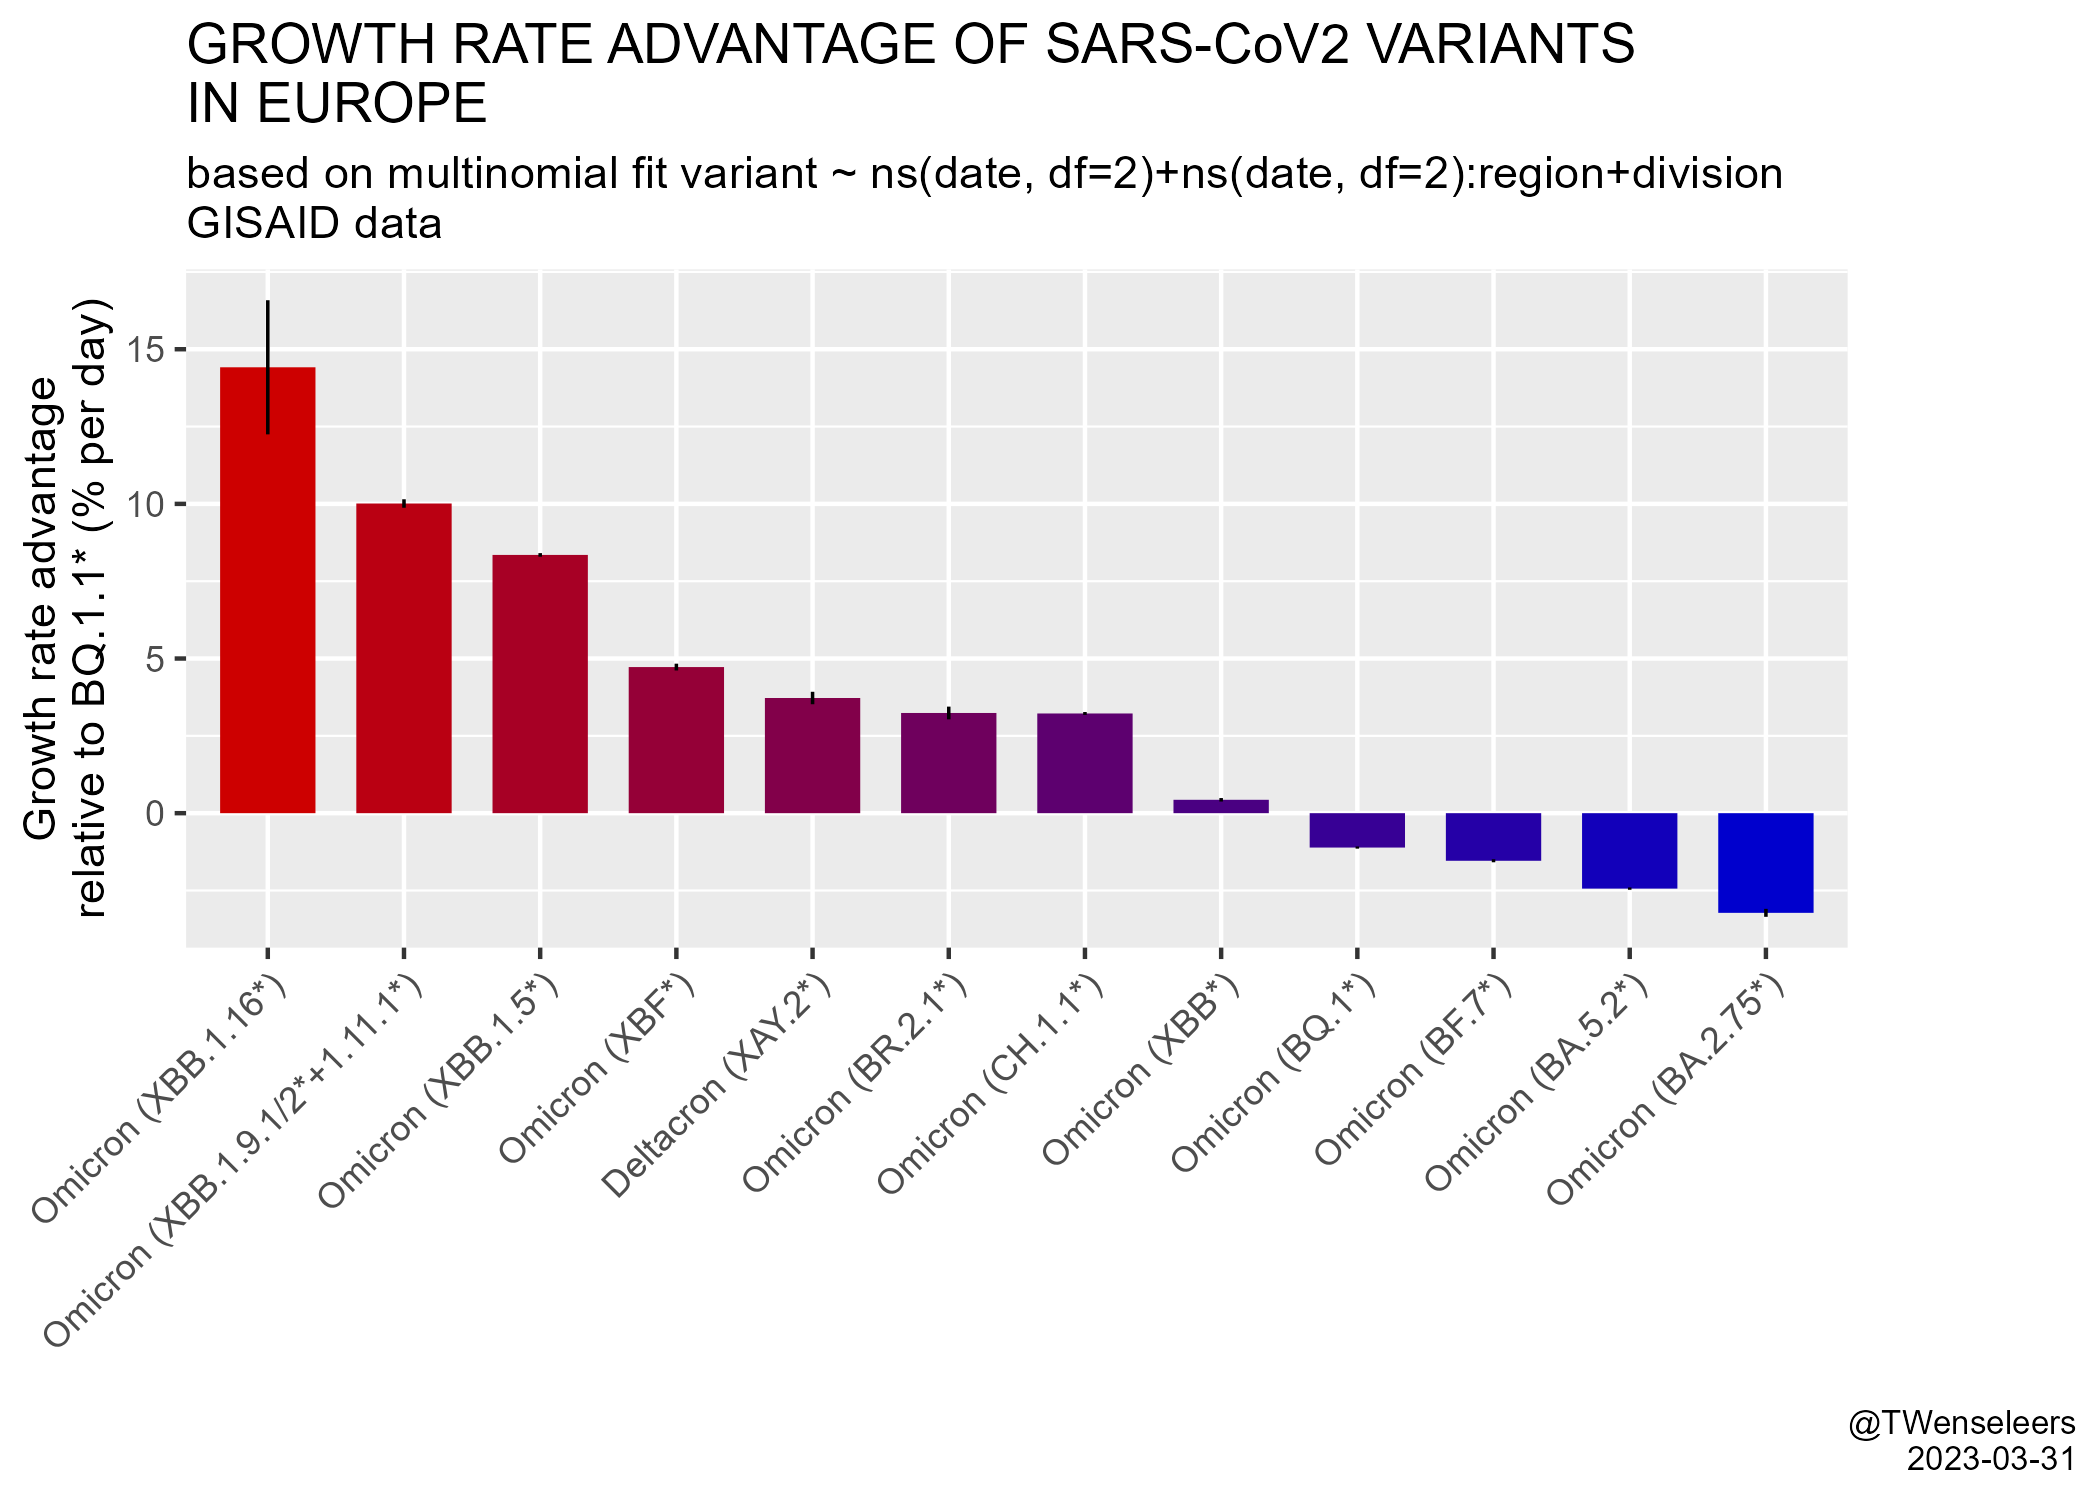 GROWTH RATE ADVANTAGE OF SARS-CoV2 VARIANTS
IN EUROPE
based on multinomial fit variant ~ ns(date, df=2)+ns(date, df=2):region+division
GISAID data
Growth rate advantage
relative to BQ.1.1* (% per day)
15
10
5
0
Omicron (XBB.1.16*)
Omicron (XBB.1.9.1/2*+1.11.1*)
Omicron (XBB.1.5*)
Omicron (XBF*)
Deltacron (XAY.2*)
Omicron (BR.2.1*)
Omicron (CH.1.1*)
Omicron (XBB*)
Omicron (BQ.1*)
Omicron (BF.7*)
Omicron (BA.5.2*)
Omicron (BA.2.75*)
@TWenseleers
2023-03-31